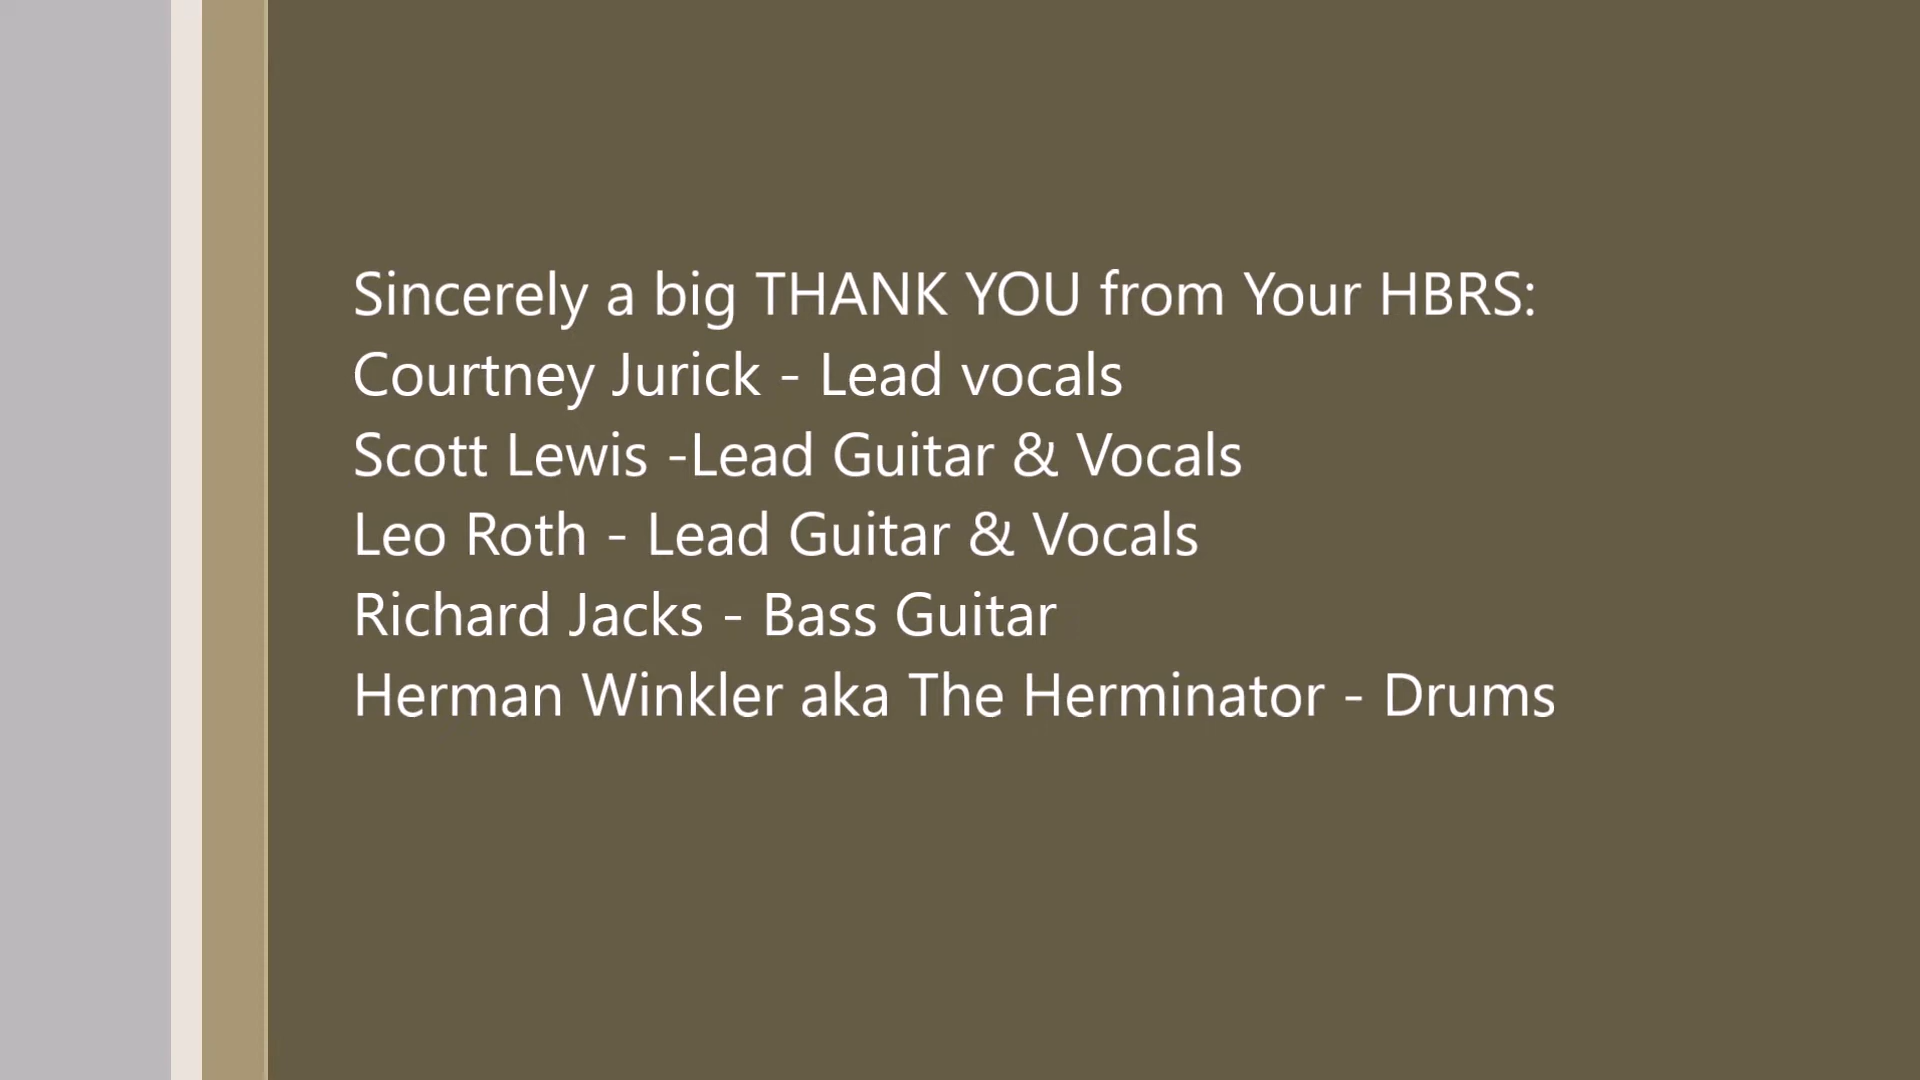 Sincerely a big THANK YOU from Your HBRS:
Courtney Jurick - Lead vocals
Scott Lewis -Lead Guitar & Vocals
Leo Roth - Lead Guitar & Vocals
Richard Jacks - Bass Guitar
Herman Winkler aka The Herminator - Drums